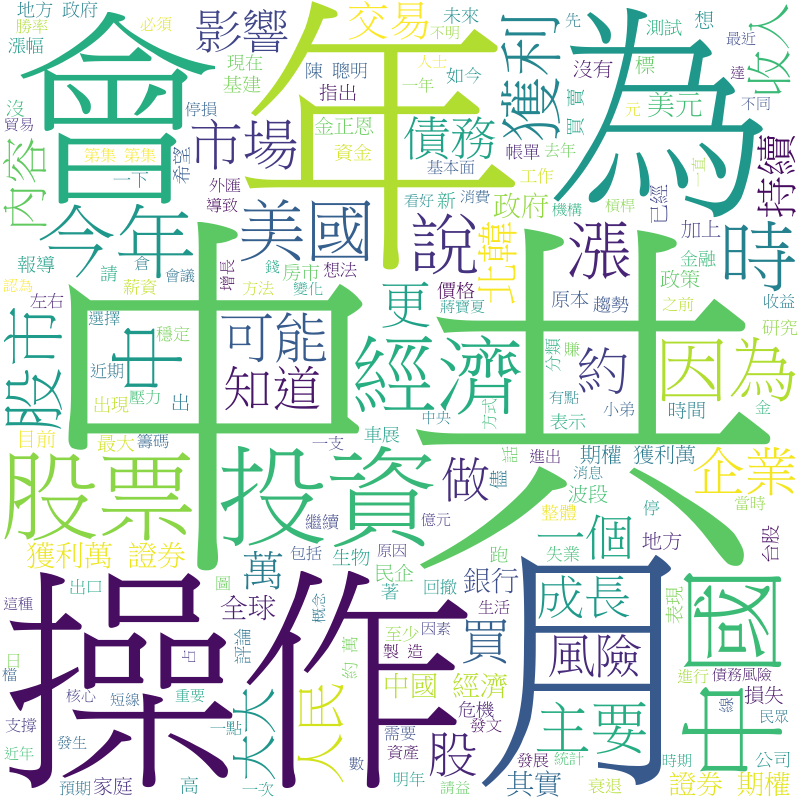 地方 政府
必須
勝率
漲幅
影響
交易
不明
未來
先
測試
想
最近
會
年
為
獲利
收入
人士
一年
如今
沒有
標
達
現在
基建
陳 聰明
指出
買 賣
美元
元
不同
沒
貿易
停損
希望
內容
第集 第集
一下
市場
金正恩
資金
債務
基本面
帳單
去年
持續
外匯
導致
看好
新
消費
工作
機構
槓桿
已經
一直
今年
美國
說
政府
北韓
漲
加上
時
報導
請
倉
會議
增長
錢
房市
想法
方法
變化
價格
蔣寶夏
更
原本
趨勢
政策
金融
之前
收益
認為
左右
薪資
股市
中
選擇
穩定
近期
壓力
出現
出
可能
知道
中共
經濟
約
分類
賺
有點
小弟
表示
因為
研究
時間
金
目前
最大
籌碼
一支
車展
中央
方式
話
進出
期權 獲利萬
股票
投資
做
儘
消息
波段
企業
當時
停
整體
失業
地方
台股
獲利萬 證券
繼續
億元
萬
包括
生物
原因
民企
跑
一個
出口
圖
全球
概念
著
回撤
銀行
生活
成長
表現
中國
這種
口
檔
操作
月
占
評論
約 萬
至少
因素
製 造
買
風險
進行
債務風險
損失
線
民眾
支撐
核心
短線
重要
一點
大大
人民
中國 經濟
危機
需要
發文
主要
近年
發生
資產
股
發展
統計
時期
公司
預期
家庭
高
一次
數
明年
請益
其實
衰退
證券 期權